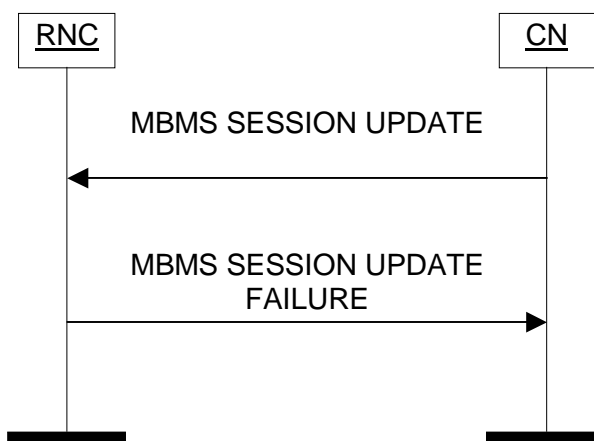 RNC
CN
MBMS SESSION UPDATE
MBMS SESSION UPDATE
FAILURE